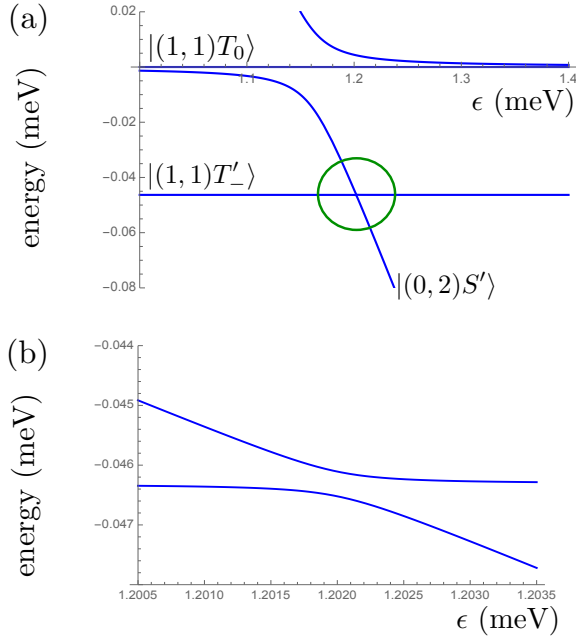 (a)
0.02
|(1,1)T₀⟩
1.1
1.2
1.3
1.4
ϵ (meV)
−0.02
energy (meV)
−0.04
|(1,1)T′₋⟩
−0.06
−0.08
|(0,2)S′⟩
(b)
−0.044
−0.045
energy (meV)
−0.046
−0.047
1.2005
1.2010
1.2015
1.2020
1.2025
1.2030
1.2035
ϵ (meV)